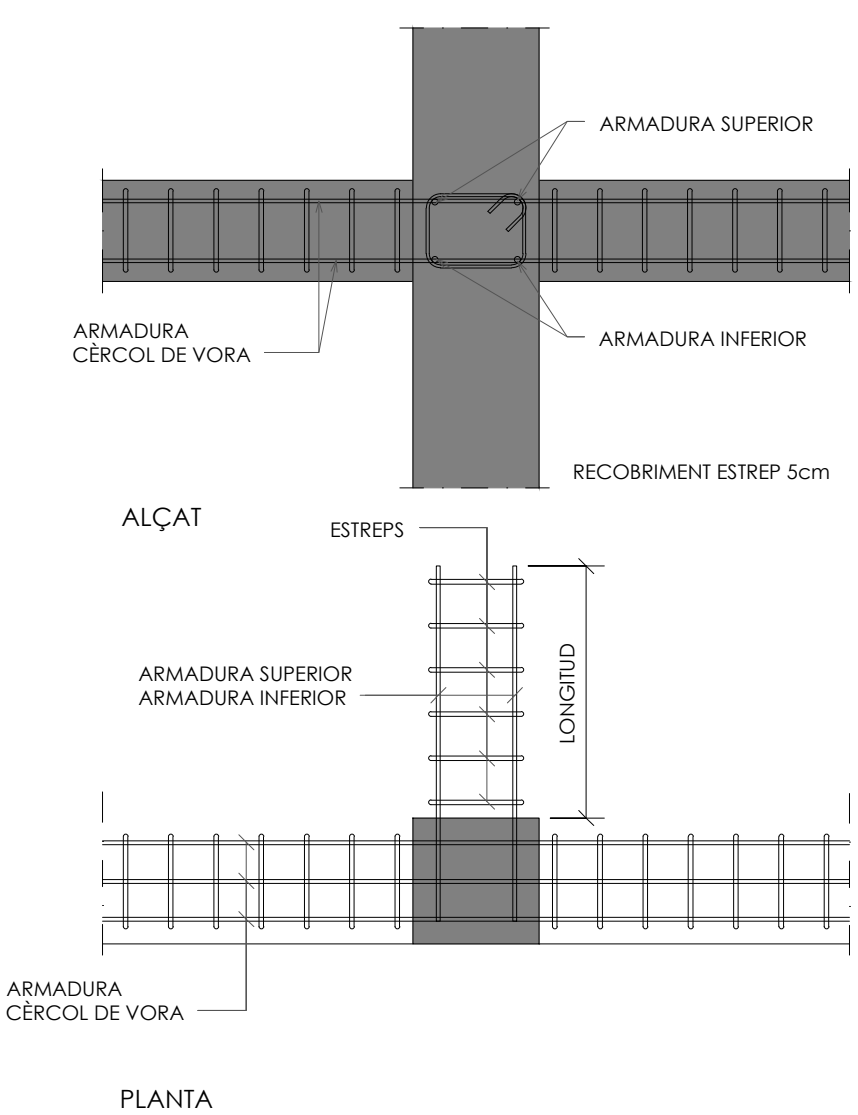 ARMADURA SUPERIOR
ARMADURA
CÈRCOL DE VORA
ARMADURA INFERIOR
RECOBRIMENT ESTREP 5cm
ALÇAT
ESTREPS
ARMADURA SUPERIOR
ARMADURA INFERIOR
LONGITUD
ARMADURA
CÈRCOL DE VORA
PLANTA